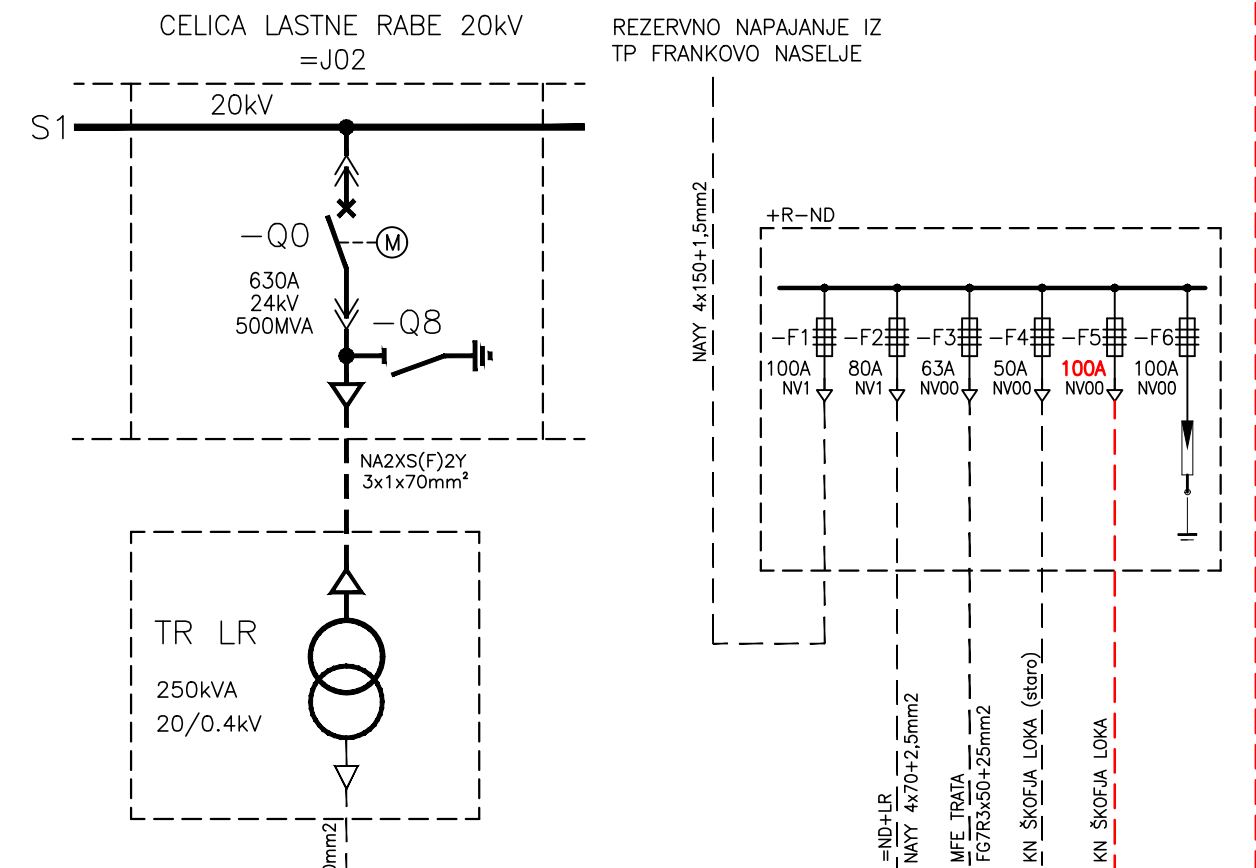 CELICA LASTNE RABE 20kV
=J02
20kV
S1
-Q0
M
630A
24kV
500MVA
-Q8
NA2XS(F)2Y
3x1x70mm²
TR LR
250kVA
20/0.4kV
REZERVNO NAPAJANJE IZ
TP FRANKOVO NASELJE
NAYY 4x150+1,5mm2
+R-ND
-F1
100A
NV1
-F2
80A
NV1
-F3
63A
NV00
-F4
50A
NV00
-F5
100A
NV00
-F6
100A
NV00
=ND+LR
NAYY 4x70+2,5mm2
MFE TRATA
FG7R3x50+25mm2
KN ŠKOFJA LOKA (staro)
KN ŠKOFJA LOKA